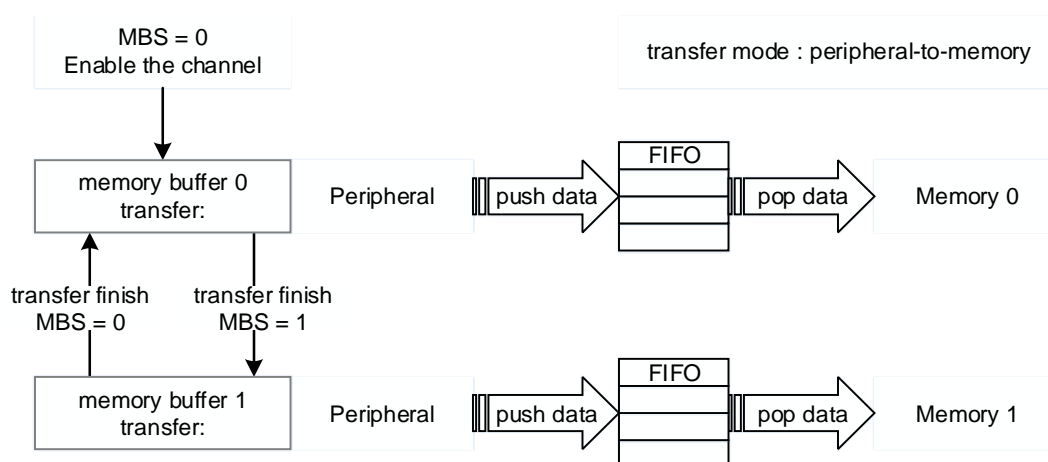 MBS = 0
Enable the channel
transfer mode : peripheral-to-memory
memory buffer 0
transfer:
Peripheral
push data
FIFO
pop data
Memory 0
transfer finish
MBS = 0
transfer finish
MBS = 1
memory buffer 1
transfer:
Peripheral
push data
FIFO
pop data
Memory 1